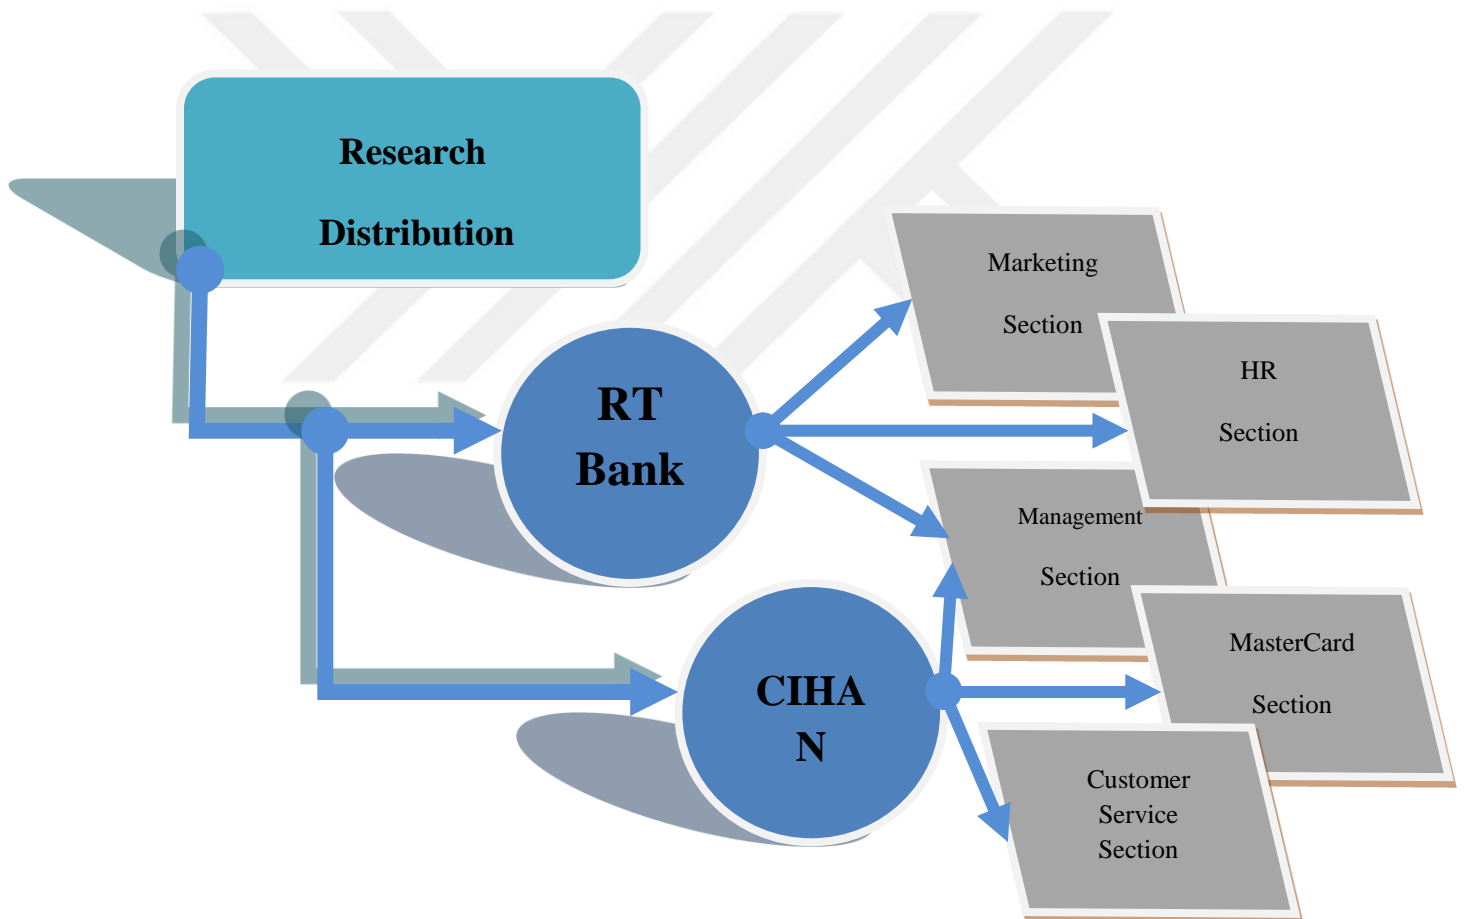 Research
Distribution
RT
Bank
CIHA
N
Marketing
Section
HR
Section
Management
Section
MasterCard
Section
Customer
Service
Section